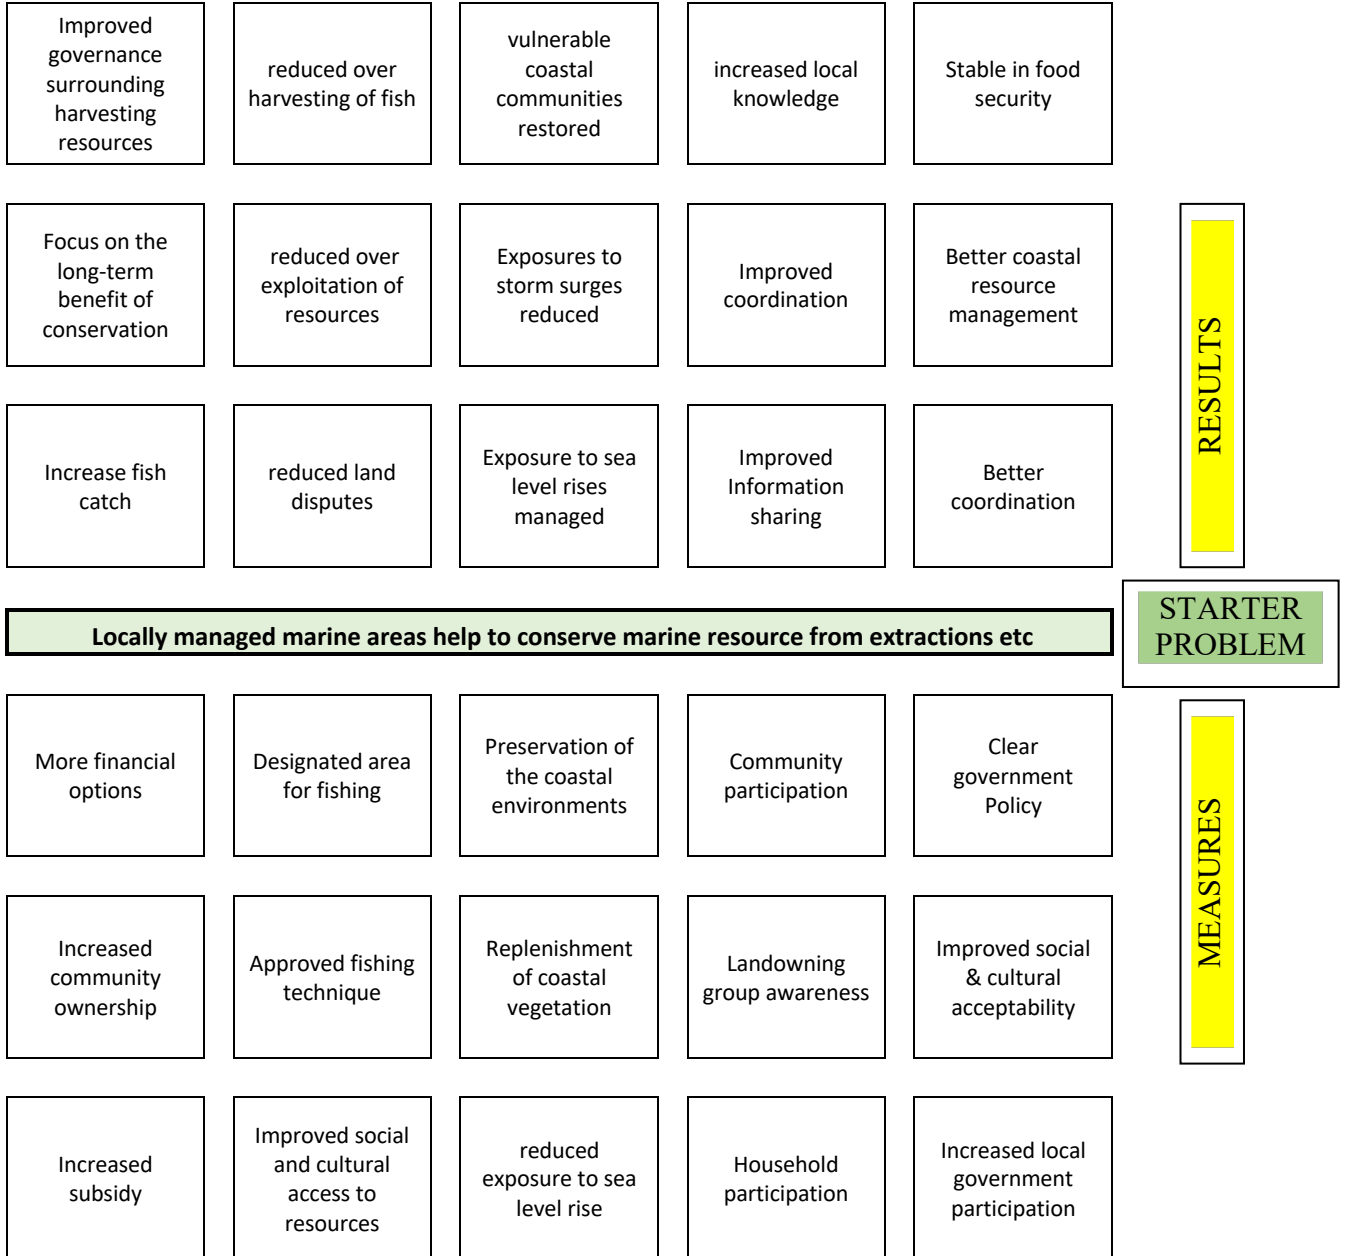 Improved
governance
surrounding
harvesting
resources
reduced over
harvesting of fish
vulnerable
coastal
communities
restored
increased local
knowledge
Stable in food
security
Focus on the
long-term
benefit of
conservation
reduced over
exploitation of
resources
Exposures to
storm surges
reduced
Improved
coordination
Better coastal
resource
management
RESULTS
Increase fish
catch
reduced land
disputes
Exposure to sea
level rises
managed
Improved
Information
sharing
Better
coordination
Locally managed marine areas help to conserve marine resource from extractions etc
STARTER
PROBLEM
More financial
options
Designated area
for fishing
Preservation of
the coastal
environments
Community
participation
Clear
government
Policy
MEASURES
Increased
community
ownership
Approved fishing
technique
Replenishment
of coastal
vegetation
Landowning
group awareness
Improved social
& cultural
acceptability
Increased
subsidy
Improved social
and cultural
access to
resources
reduced
exposure to sea
level rise
Household
participation
Increased local
government
participation